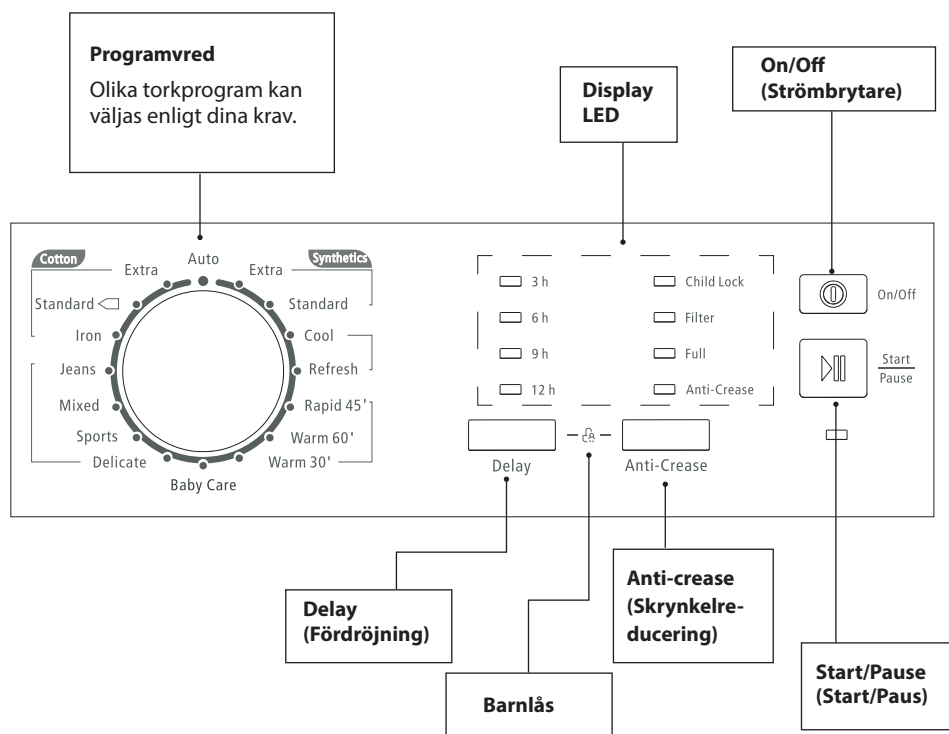 Programvred
Olika torkprogram kan
väljas enligt dina krav.
Display
LED
On/Off
(Strömbrytare)
Cotton
Extra
Auto
Extra
Synthetics
Standard
Standard
Iron
Cool
Jeans
Refresh
Mixed
Rapid 45'
Sports
Warm 60'
Delicate
Warm 30'
Baby Care
3 h
Child Lock
6 h
Filter
9 h
Full
12 h
Anti-Crease
On/Off
Start
Pause
Delay
Anti-Crease
Delay
(Fördröjning)
Barnlås
Anti-crease
(Skrynkelre-
ducering)
Start/Pause
(Start/Paus)